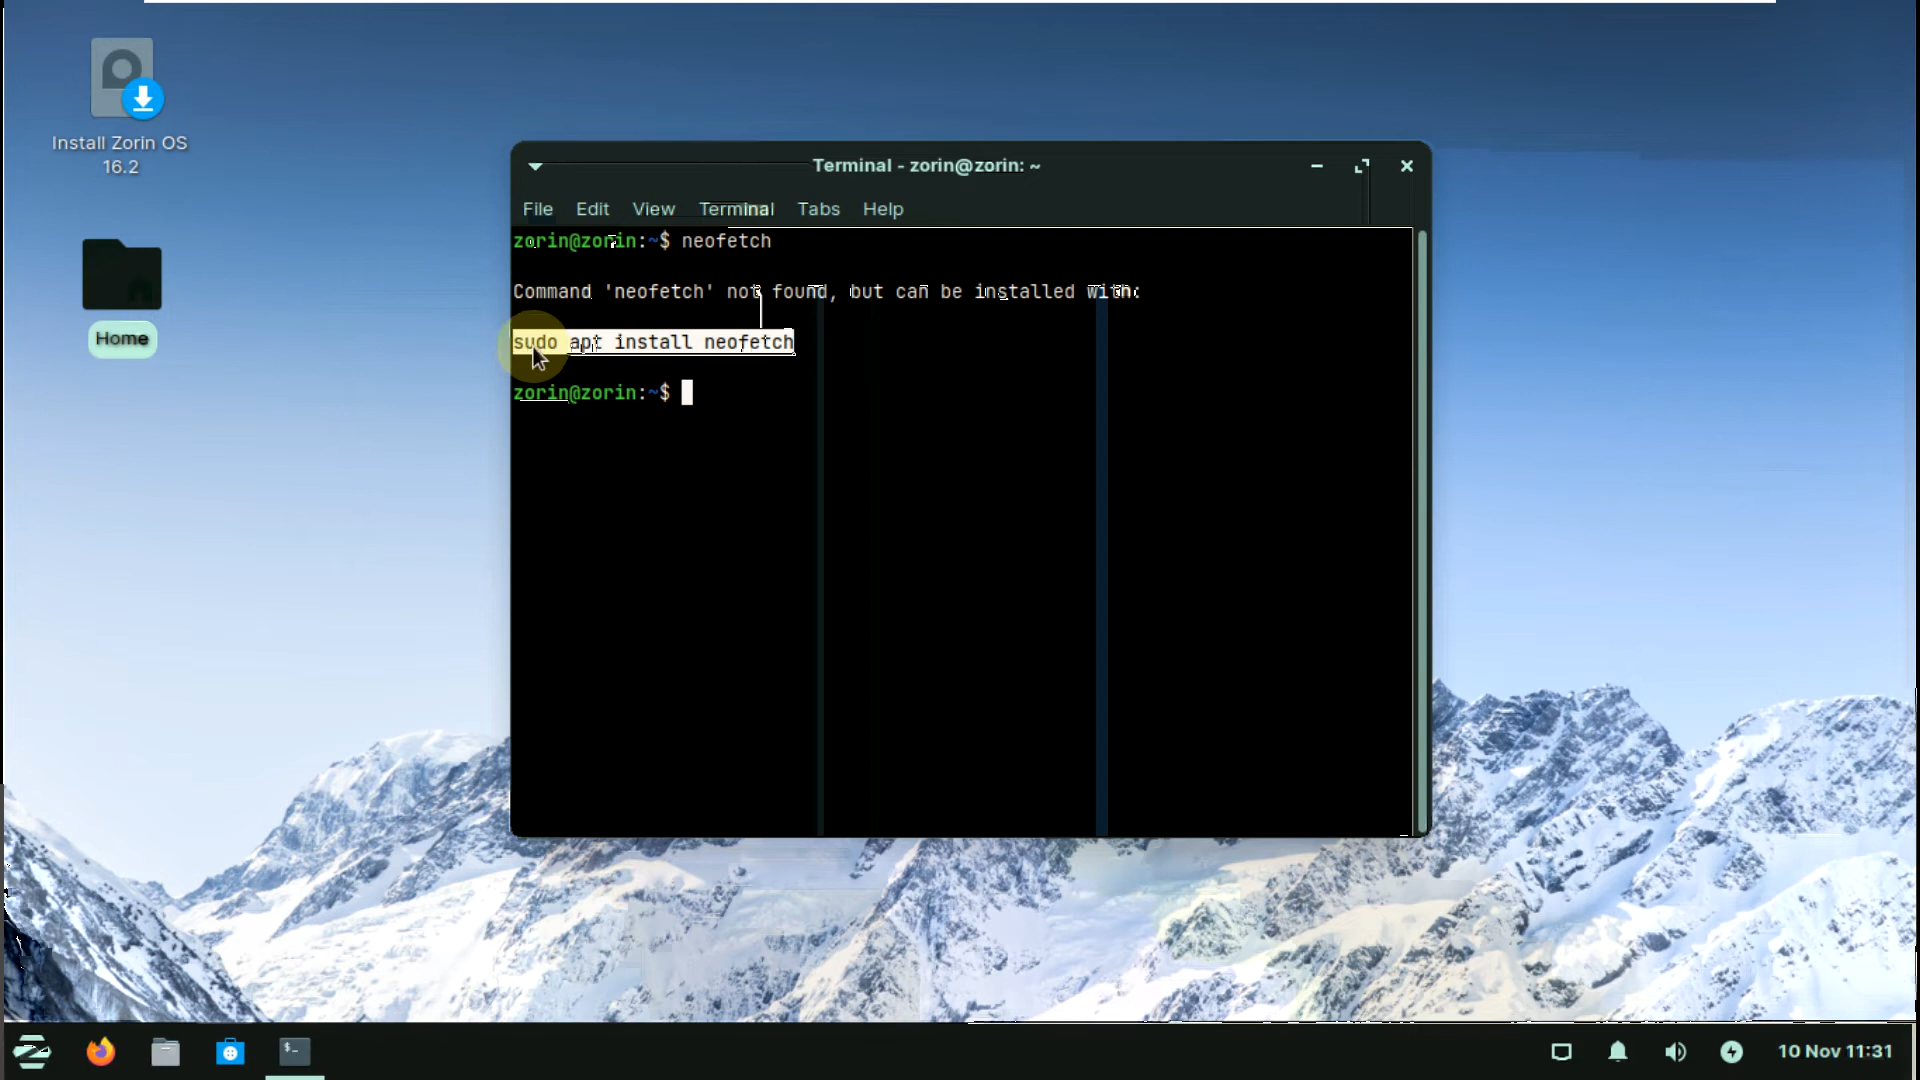 Install Zorin OS
16.2
Home
Terminal - zorin@zorin: ~
File Edit View Terminal Tabs Help
zorin@zorin:~$ neofetch
Command 'neofetch' not found, but can be installed with:
sudo apt install neofetch
zorin@zorin:~$
10 Nov 11:31